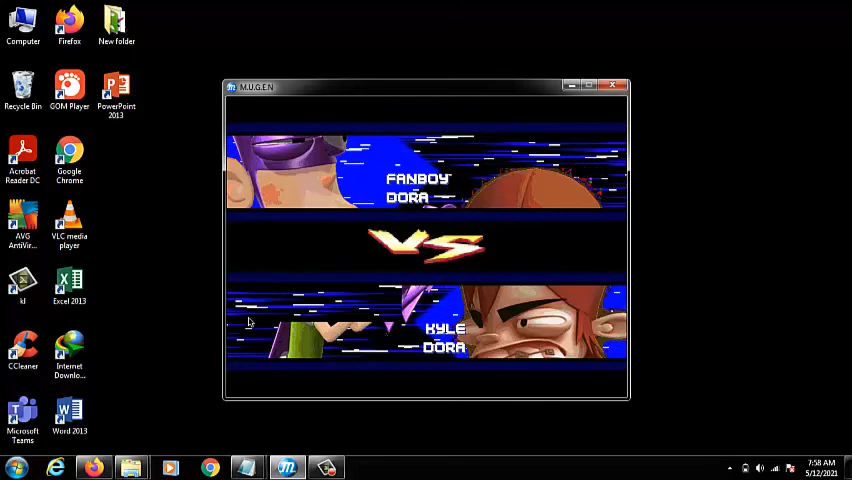 Computer
Firefox
New folder
Recycle Bin
GOM Player
PowerPoint
2013
Acrobat
Reader DC
Google
Chrome
AVG
AntiVir...
VLC media
player
kl
Excel 2013
CCleaner
Internet
Downlo...
Microsoft
Teams
Word 2013
M.U.G.E.N
FANBOY
DORA
VS
KYLE
DORA
7:58 AM
5/12/2021